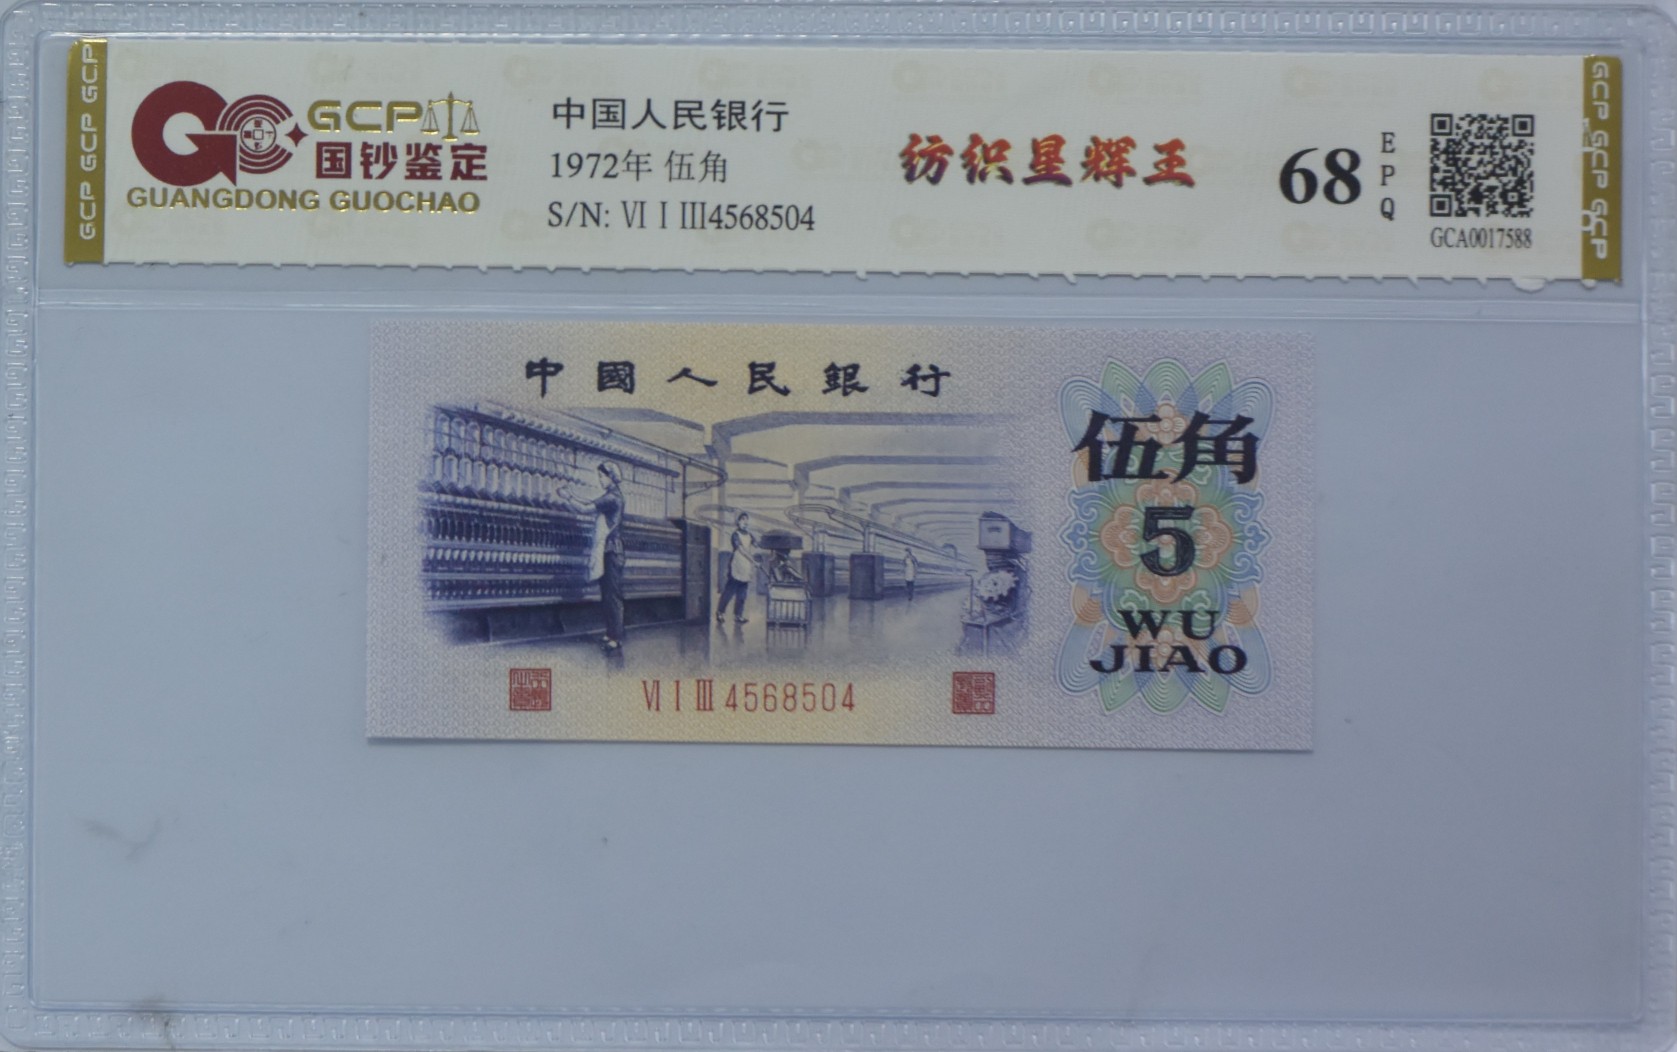 GCP GCP GCP
GCP
国钞鉴定
GUANGDONG GUOCHAO
中国人民银行
1972年 伍角
S/N: Ⅵ Ⅰ Ⅲ4568504
纺织星辉王
68
EPQ
GCA0017588
GCP GCP GCP
中國人民銀行
伍角
5
WU
JIAO
Ⅵ Ⅰ Ⅲ 4568504